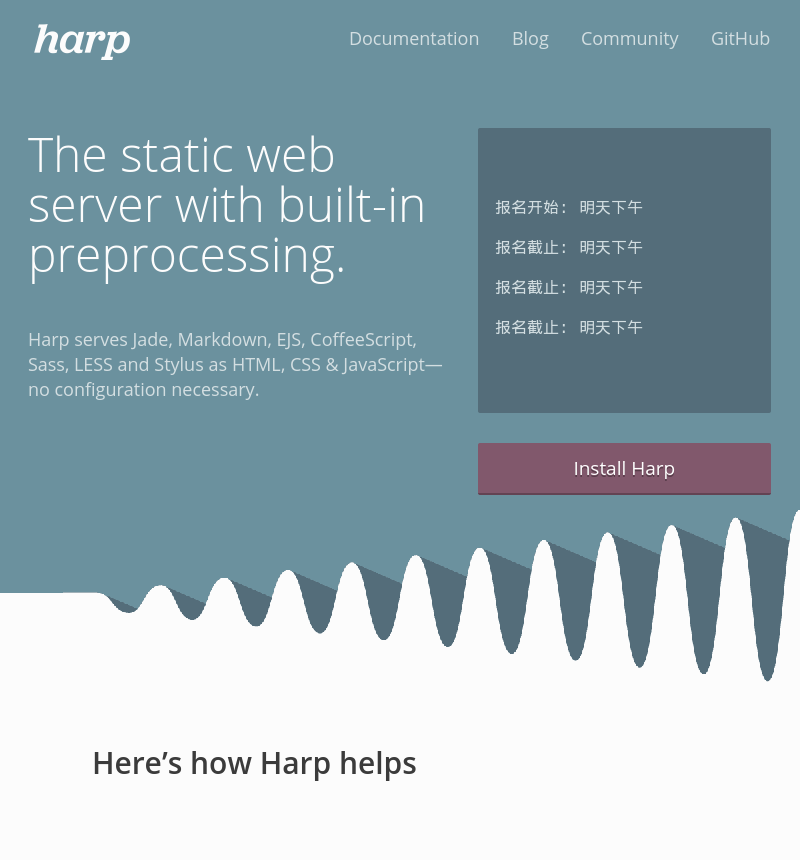 harp
Documentation Blog Community GitHub
The static web
server with built-in
preprocessing.
Harp serves Jade, Markdown, EJS, CoffeeScript,
Sass, LESS and Stylus as HTML, CSS & JavaScript—
no configuration necessary.
报名开始: 明天下午
报名截止: 明天下午
报名截止: 明天下午
报名截止: 明天下午
Install Harp
Here’s how Harp helps